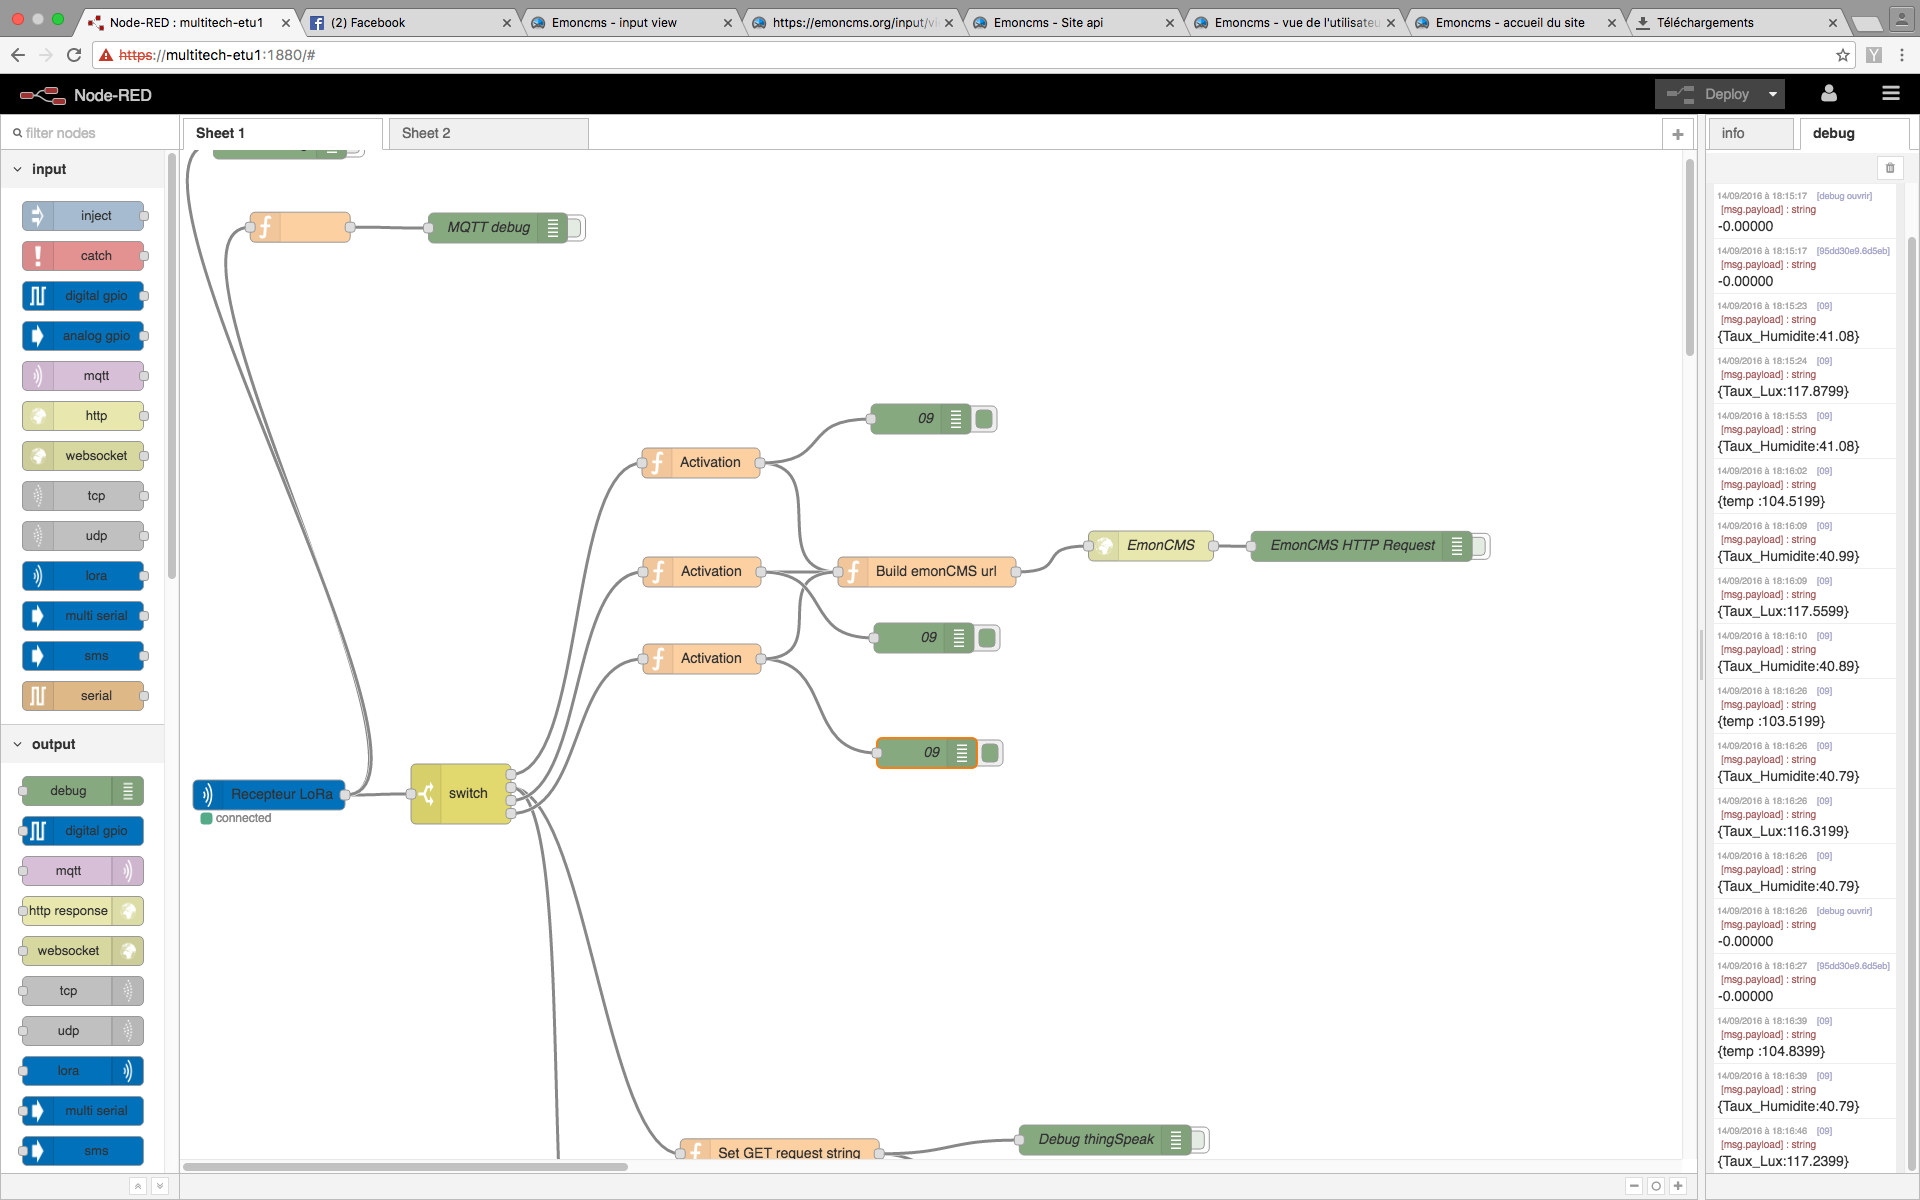 Node-RED : multitech-etu1
(2) Facebook
Emoncms - input view
https://emoncms.org/input/vi
Emoncms - Site api
Emoncms - vue de l'utilisateu
Emoncms - accueil du site
Téléchargements
https://multitech-etu1:1880/#
Node-RED
Deploy
filter nodes
Sheet 1
Sheet 2
info
debug
input
inject
catch
digital gpio
analog gpio
mqtt
http
websocket
tcp
udp
lora
multi serial
sms
serial
output
debug
digital gpio
mqtt
http response
websocket
tcp
udp
lora
multi serial
sms
MQTT debug
09
Activation
EmonCMS
EmonCMS HTTP Request
Activation
Build emonCMS url
09
Activation
09
Recepteur LoRa
connected
switch
Debug thingSpeak
Set GET request string
14/09/2016 à 18:15:17 [debug ouvrir]
[msg.payload] : string
-0.00000
14/09/2016 à 18:15:17 [95dd30e9.6d5eb]
[msg.payload] : string
-0.00000
14/09/2016 à 18:15:23 [09]
[msg.payload] : string
{Taux_Humidite:41.08}
14/09/2016 à 18:15:24 [09]
[msg.payload] : string
{Taux_Lux:117.8799}
14/09/2016 à 18:15:53 [09]
[msg.payload] : string
{Taux_Humidite:41.08}
14/09/2016 à 18:16:02 [09]
[msg.payload] : string
{temp :104.5199}
14/09/2016 à 18:16:09 [09]
[msg.payload] : string
{Taux_Humidite:40.99}
14/09/2016 à 18:16:09 [09]
[msg.payload] : string
{Taux_Lux:117.5599}
14/09/2016 à 18:16:10 [09]
[msg.payload] : string
{Taux_Humidite:40.89}
14/09/2016 à 18:16:26 [09]
[msg.payload] : string
{temp :103.5199}
14/09/2016 à 18:16:26 [09]
[msg.payload] : string
{Taux_Humidite:40.79}
14/09/2016 à 18:16:26 [09]
[msg.payload] : string
{Taux_Lux:116.3199}
14/09/2016 à 18:16:26 [09]
[msg.payload] : string
{Taux_Humidite:40.79}
14/09/2016 à 18:16:26 [debug ouvrir]
[msg.payload] : string
-0.00000
14/09/2016 à 18:16:27 [95dd30e9.6d5eb]
[msg.payload] : string
-0.00000
14/09/2016 à 18:16:39 [09]
[msg.payload] : string
{temp :104.8399}
14/09/2016 à 18:16:39 [09]
[msg.payload] : string
{Taux_Humidite:40.79}
14/09/2016 à 18:16:46 [09]
[msg.payload] : string
{Taux_Lux:117.2399}